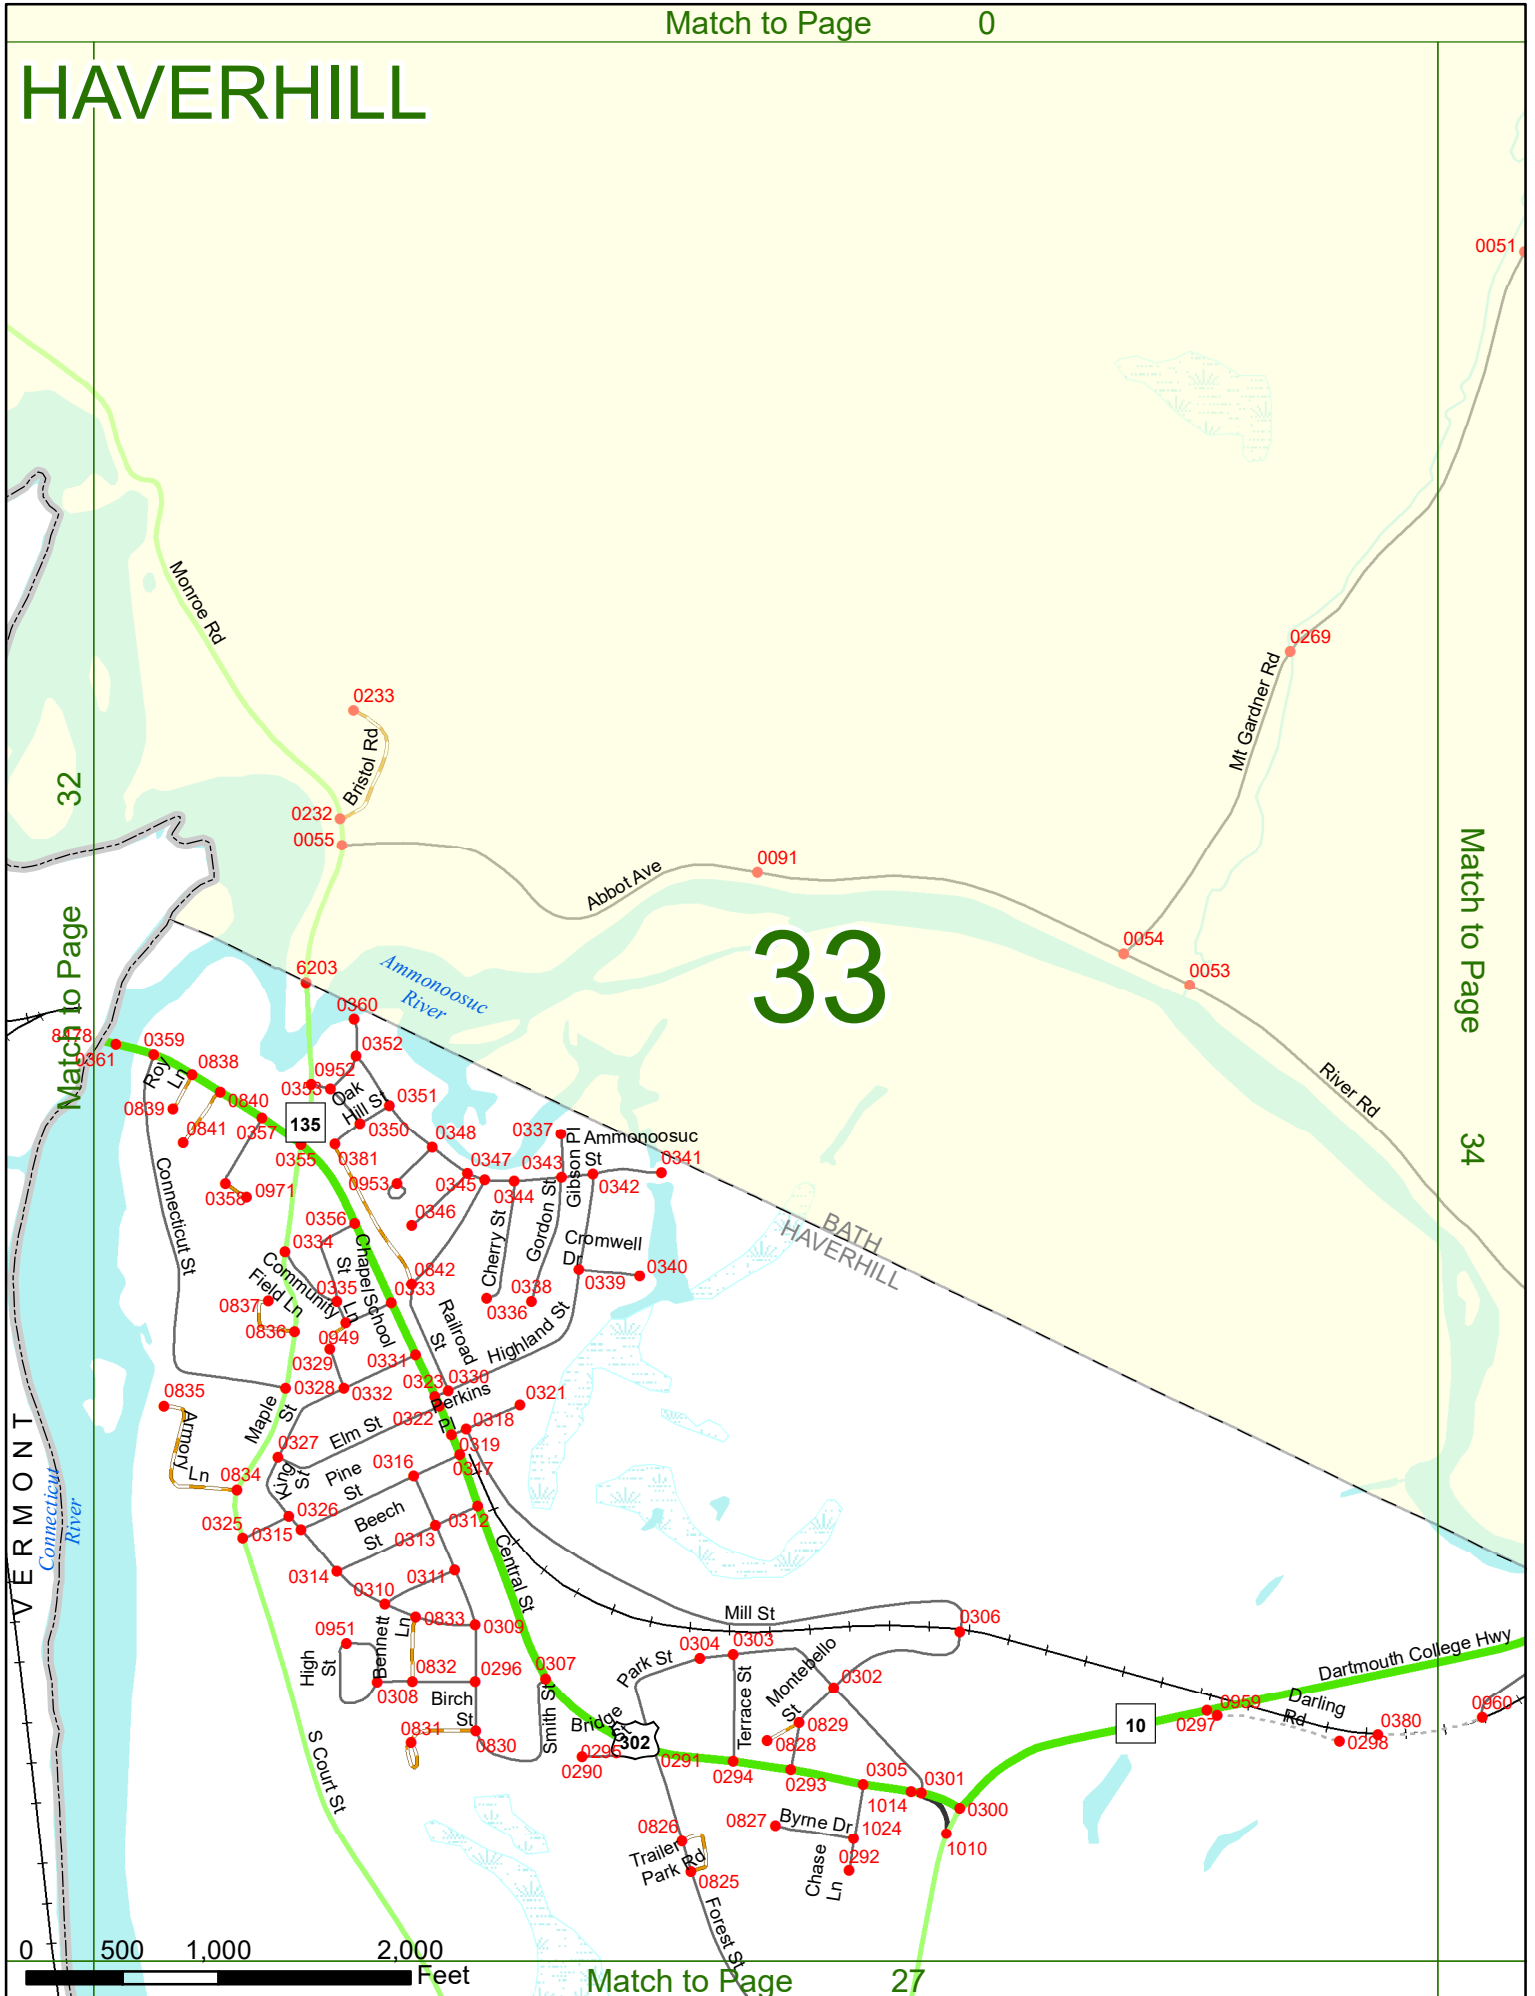 Match to Page 0
HAVERHILL
0051
Monroe Rd
0269
Mt Gardner Rd
0233
Bristol Rd
32
0232
0055
0091
Abbot Ave
Match to Page
34
33
0054
0053
Match to Page
6203
Ammonoosuc
River
River Rd
0360
8478
0361
0359
0352
0838
Roy
Ln
0952
0353
Oak
Hill St
0351
0839
0840
135
0841
0357
0355
0350
0348
0337
Gibson Pl
Ammonoosuc
St
0381
0347
0343
0341
0953
0345
0344
0342
0358
0971
Connecticut St
0346
Cherry St
Gordon St
BATH
HAVERHILL
0356
Cromwell
Dr
0334
Community
Ln
Chapel
St
School
0842
0340
0339
Field Ln
0335
0333
0338
0336
0837
0836
0949
Railroad
St
Highland St
0329
0331
0330
0835
0328
0332
0323
Perkins
Pl
0321
Maple
St
0322
0318
Armory
Ln
Elm St
0319
0327
0317
King
St
Pine
St
0316
VERMONT
Connecticut
River
0834
0326
Beech
St
0312
0325
0315
0313
Central St
0314
0311
0310
Mill St
0306
0951
Bennett
Ln
0833
0309
0304
0303
High
St
0832
0296
0307
Park St
Terrace St
Montebello
St
0302
Dartmouth College Hwy
0308
Birch
St
Smith St
Bridge
St
302
Darling
Rd
0959
0960
0831
0830
0829
0297
10
0380
0298
0828
0295
0290
0291
0294
0293
0305
0301
S Court St
1014
0300
0827
Byrne Dr
1024
0826
1010
Trailer
Park Rd
0292
Chase
Ln
0825
Forest St
0 500 1,000 2,000
Feet
Match to Page 27